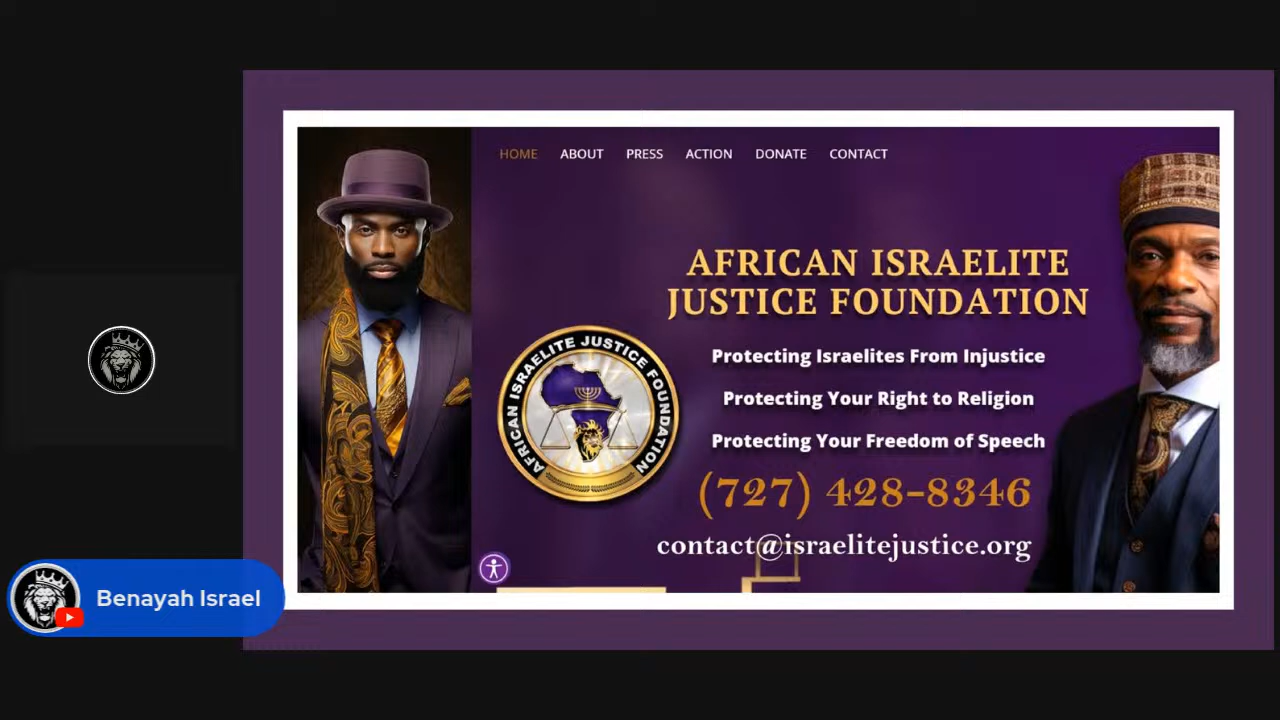 HOME ABOUT PRESS ACTION DONATE CONTACT
AFRICAN ISRAELITE
JUSTICE FOUNDATION
Protecting Israelites From Injustice
Protecting Your Right to Religion
Protecting Your Freedom of Speech
(727) 428-8346
contact@israelitejustice.org
AFRICAN ISRAELITE JUSTICE FOUNDATION
Benayah Israel